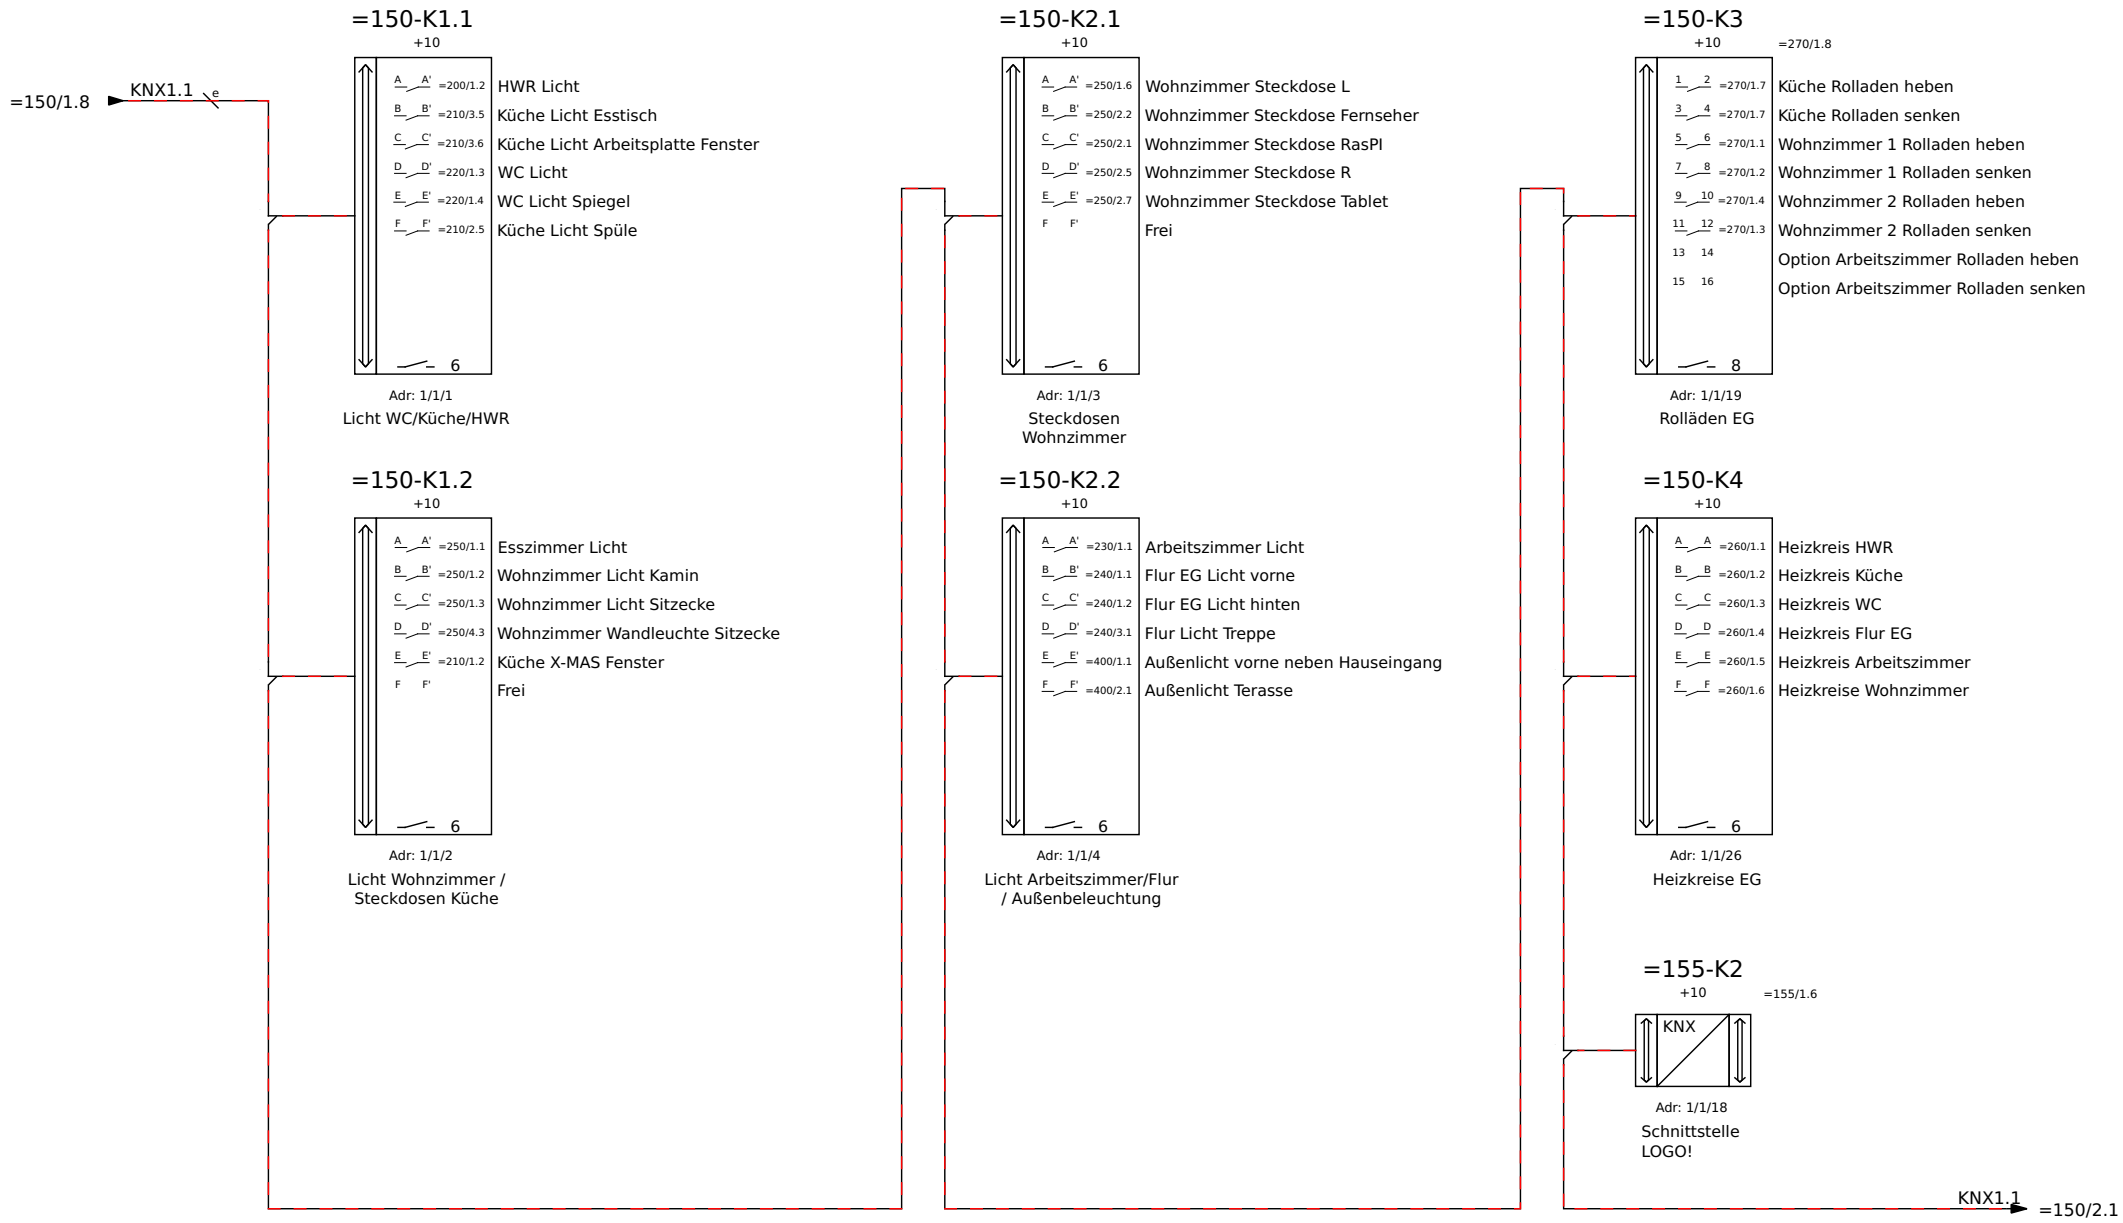 =150/1.8
KNX1.1
e
=150-K1.1
+10
A A' =200/1.2 HWR Licht
B B' =210/3.5 Küche Licht Esstisch
C C' =210/3.6 Küche Licht Arbeitsplatte Fenster
D D' =220/1.3 WC Licht
E E' =220/1.4 WC Licht Spiegel
F F' =210/2.5 Küche Licht Spüle
6
Adr: 1/1/1
Licht WC/Küche/HWR
=150-K1.2
+10
A A' =250/1.1 Esszimmer Licht
B B' =250/1.2 Wohnzimmer Licht Kamin
C C' =250/1.3 Wohnzimmer Licht Sitzecke
D D' =250/4.3 Wohnzimmer Wandleuchte Sitzecke
E E' =210/1.2 Küche X-MAS Fenster
F F' Frei
6
Adr: 1/1/2
Licht Wohnzimmer /
Steckdosen Küche
=150-K2.1
+10
A A' =250/1.6 Wohnzimmer Steckdose L
B B' =250/2.2 Wohnzimmer Steckdose Fernseher
C C' =250/2.1 Wohnzimmer Steckdose RasPI
D D' =250/2.5 Wohnzimmer Steckdose R
E E' =250/2.7 Wohnzimmer Steckdose Tablet
F F' Frei
6
Adr: 1/1/3
Steckdosen
Wohnzimmer
=150-K2.2
+10
A A' =230/1.1 Arbeitszimmer Licht
B B' =240/1.1 Flur EG Licht vorne
C C' =240/1.2 Flur EG Licht hinten
D D' =240/3.1 Flur Licht Treppe
E E' =400/1.1 Außenlicht vorne neben Hauseingang
F F' =400/2.1 Außenlicht Terasse
6
Adr: 1/1/4
Licht Arbeitszimmer/Flur
/ Außenbeleuchtung
=150-K3
+10 =270/1.8
1 2 =270/1.7 Küche Rolladen heben
3 4 =270/1.7 Küche Rolladen senken
5 6 =270/1.1 Wohnzimmer 1 Rolladen heben
7 8 =270/1.2 Wohnzimmer 1 Rolladen senken
9 10 =270/1.4 Wohnzimmer 2 Rolladen heben
11 12 =270/1.3 Wohnzimmer 2 Rolladen senken
13 14 Option Arbeitszimmer Rolladen heben
15 16 Option Arbeitszimmer Rolladen senken
8
Adr: 1/1/19
Rolläden EG
=150-K4
+10
A A =260/1.1 Heizkreis HWR
B B =260/1.2 Heizkreis Küche
C C =260/1.3 Heizkreis WC
D D =260/1.4 Heizkreis Flur EG
E E =260/1.5 Heizkreis Arbeitszimmer
F F =260/1.6 Heizkreise Wohnzimmer
6
Adr: 1/1/26
Heizkreise EG
=155-K2
+10 =155/1.6
KNX
Adr: 1/1/18
Schnittstelle
LOGO!
KNX1.1
=150/2.1